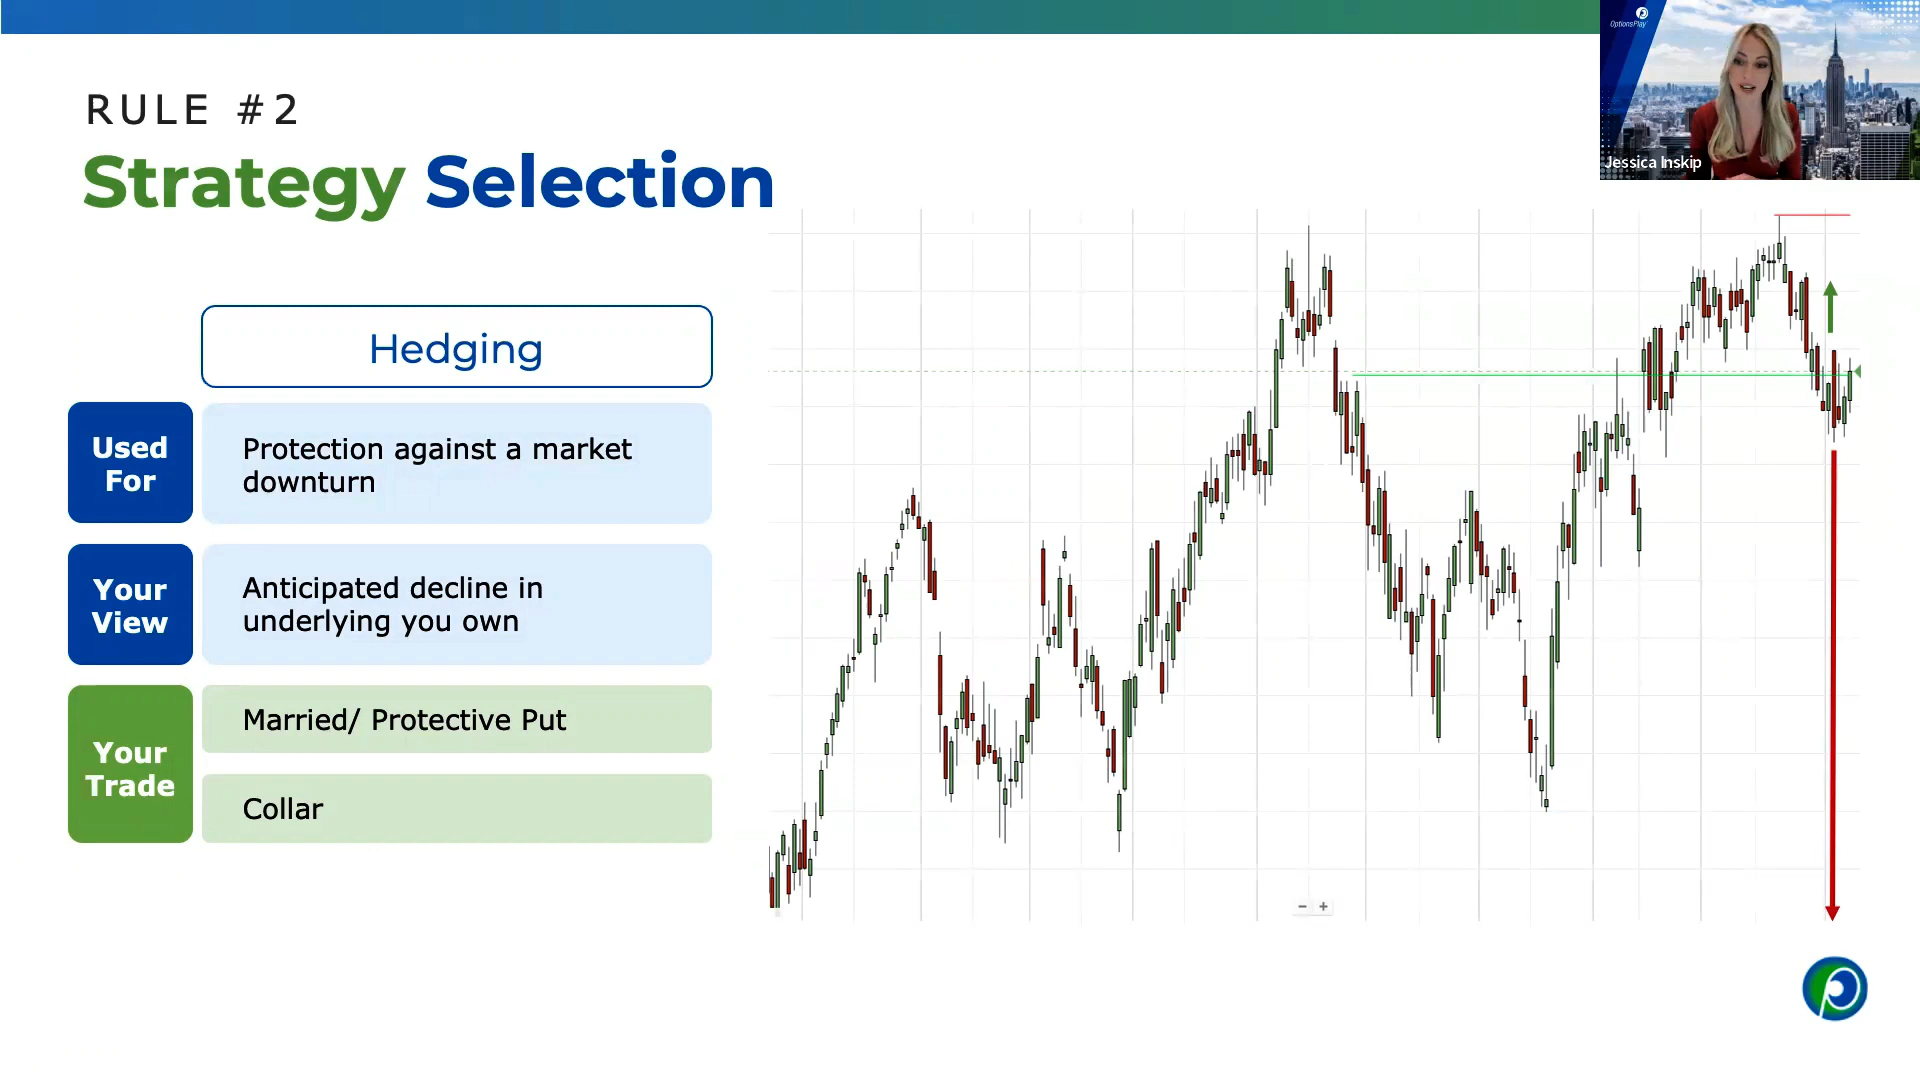 RULE #2
Strategy Selection
Hedging
Used
For
Protection against a market
downturn
Your
View
Anticipated decline in
underlying you own
Your
Trade
Married/ Protective Put
Collar
OptionsPlay
Jessica Inskip